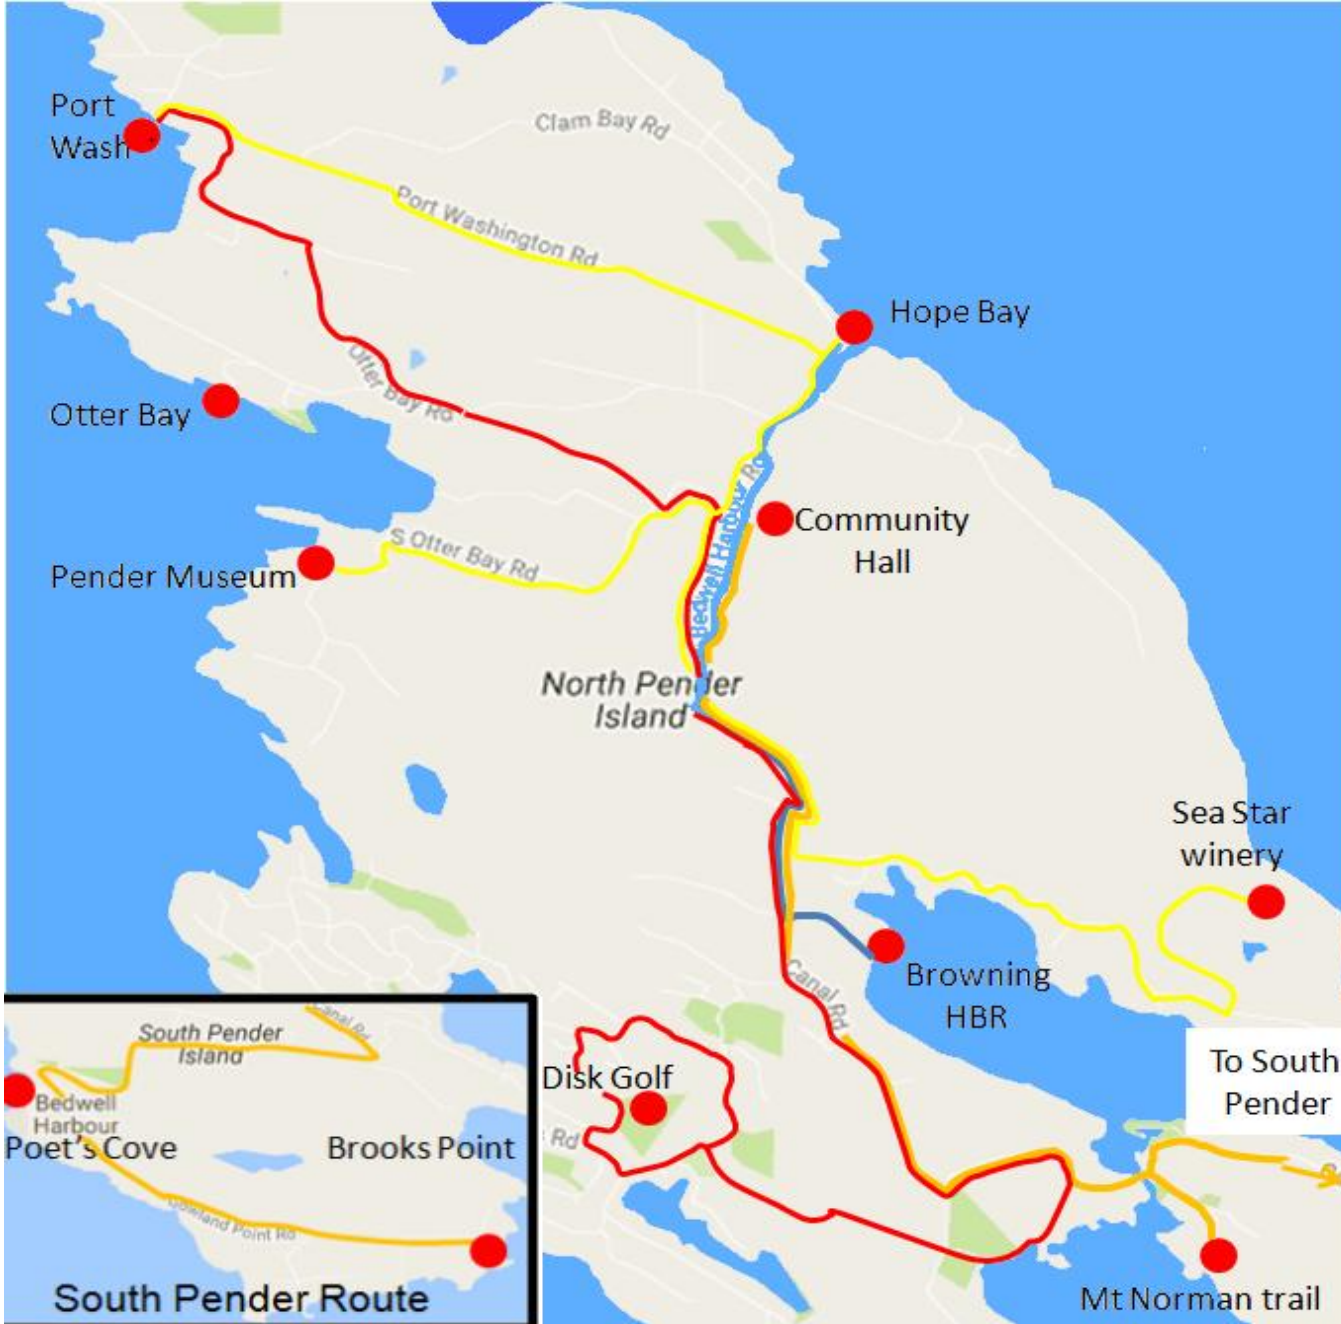 Port
Wash
Clam Bay Rd
Port Washington Rd
Hope Bay
Otter Bay Rd
Otter Bay
Bedwell Harbour Rd
Community
Hall
S Otter Bay Rd
Pender Museum
North Pender
Island
Sea Star
winery
Browning
HBR
Canal Rd
To South
Pender
Disk Golf
Rd
Mt Norman trail
Canal Rd
South Pender
Island
Bedwell
Harbour
Poet's Cove
Brooks Point
Gowland Point Rd
South Pender Route